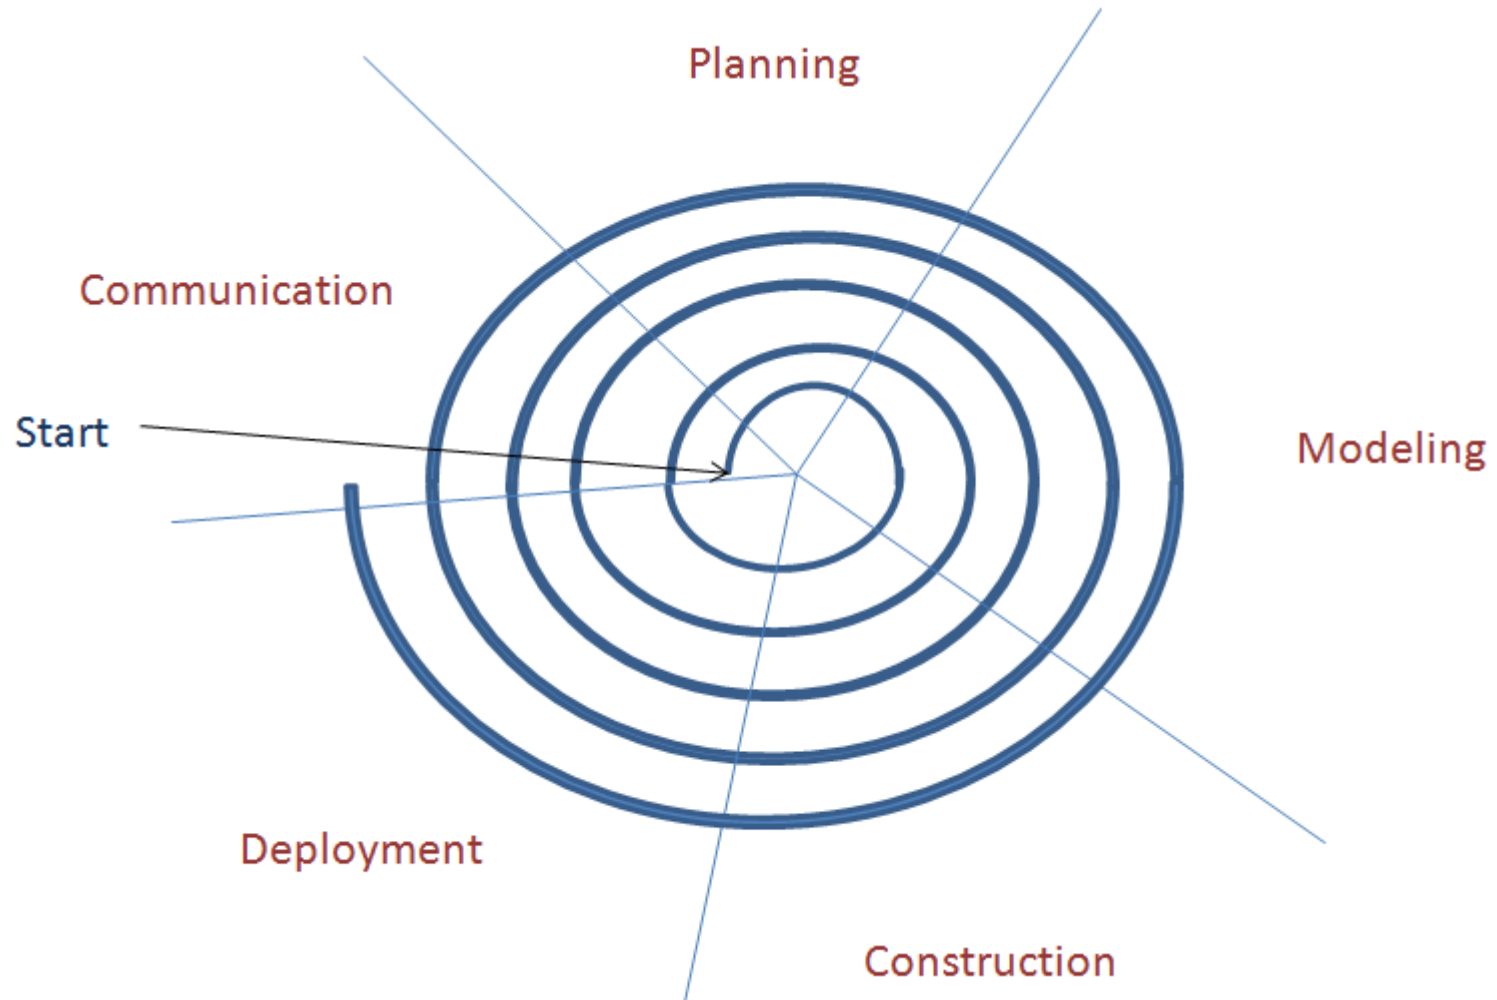 Planning
Communication
Start
Modeling
Deployment
Construction